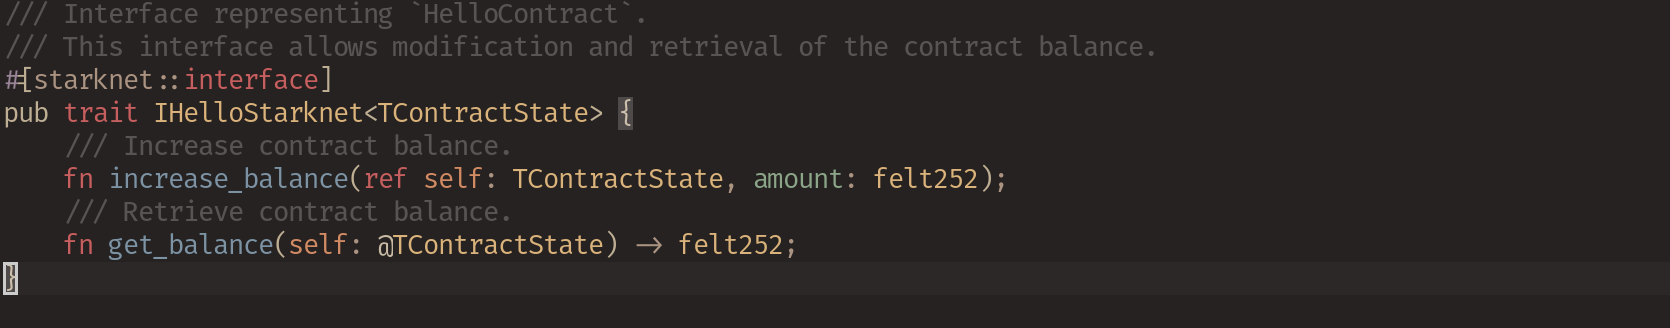 /// Interface representing `HelloContract`.
/// This interface allows modification and retrieval of the contract balance.
#[starknet::interface]
pub trait IHelloStarknet<TContractState> {
    /// Increase contract balance.
    fn increase_balance(ref self: TContractState, amount: felt252);
    /// Retrieve contract balance.
    fn get_balance(self: @TContractState) -> felt252;
}